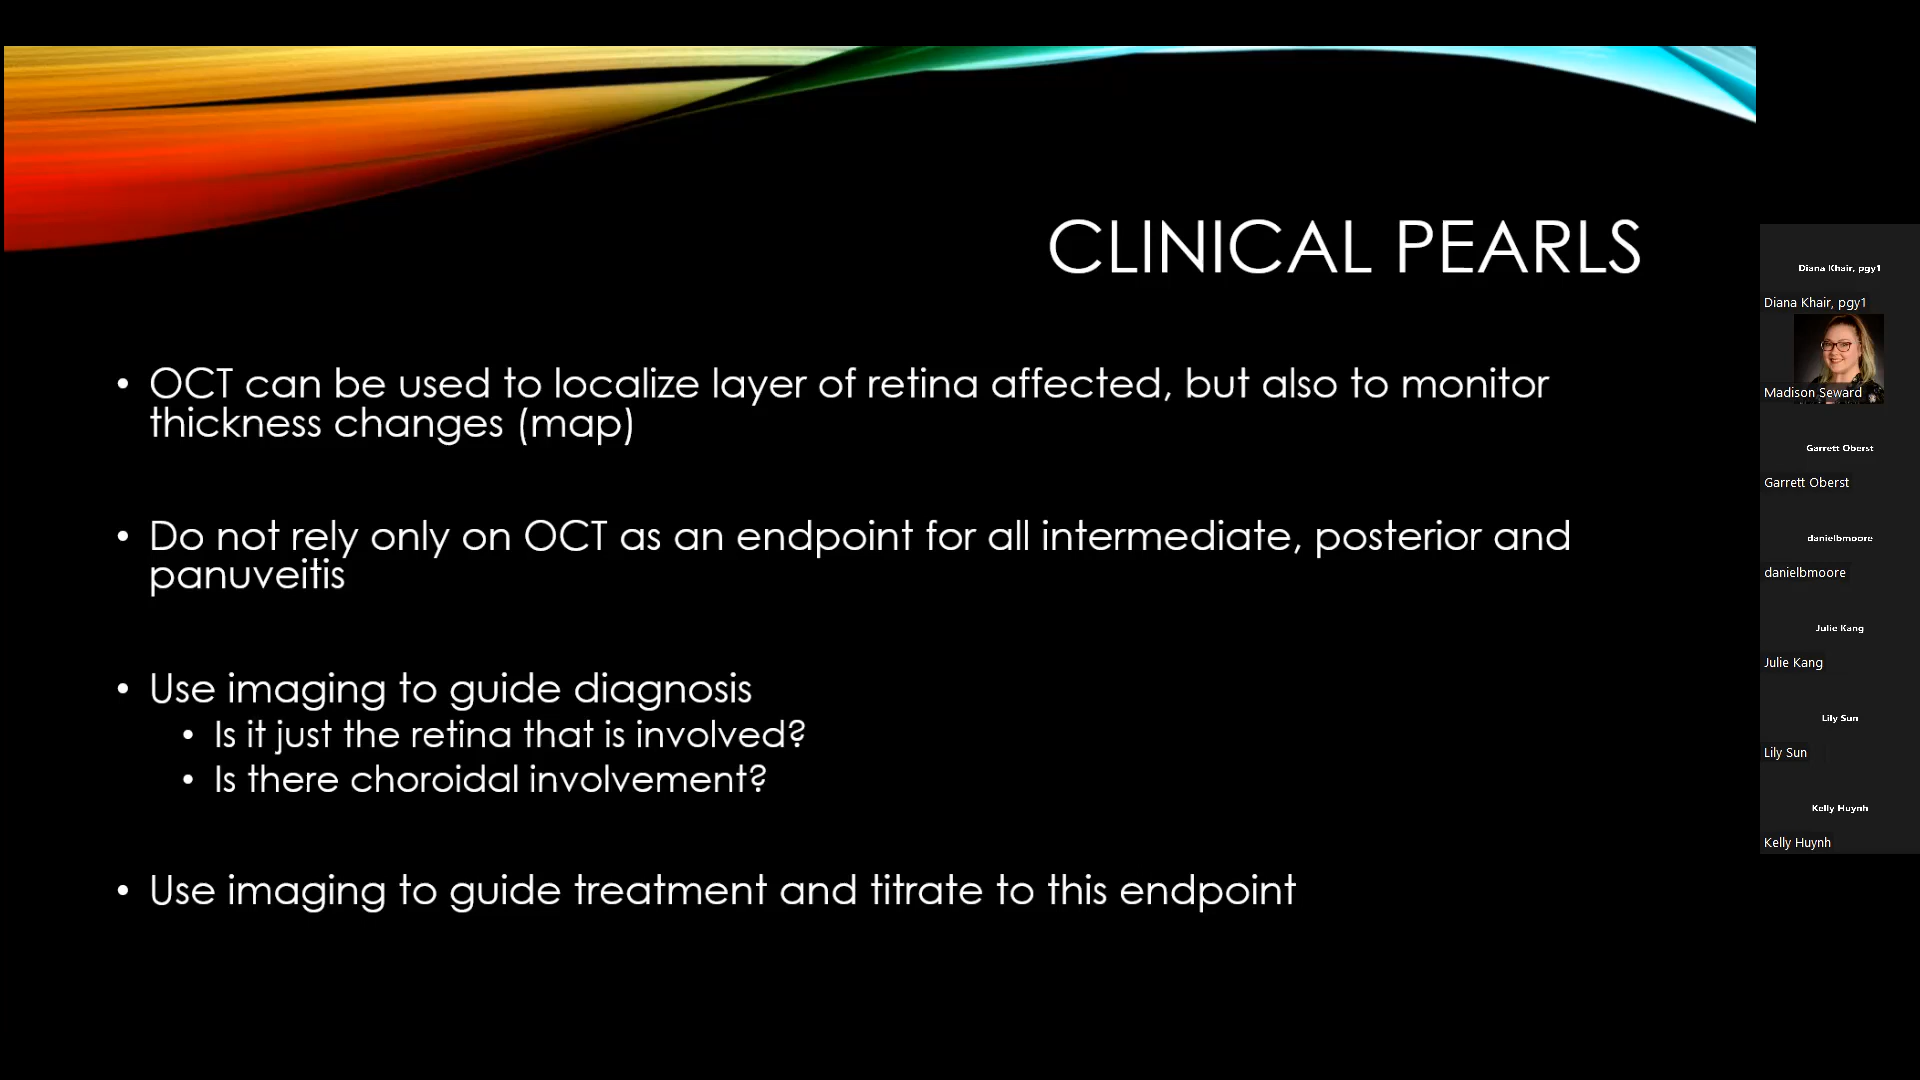 CLINICAL PEARLS
• OCT can be used to localize layer of retina affected, but also to monitor
thickness changes (map)
• Do not rely only on OCT as an endpoint for all intermediate, posterior and
panuveitis
• Use imaging to guide diagnosis
• Is it just the retina that is involved?
• Is there choroidal involvement?
• Use imaging to guide treatment and titrate to this endpoint
Diana Khair, pgy1
Diana Khair, pgy1
Madison Seward
Garrett Oberst
Garrett Oberst
danielbmoore
danielbmoore
Julie Kang
Julie Kang
Lily Sun
Lily Sun
Kelly Huynh
Kelly Huynh